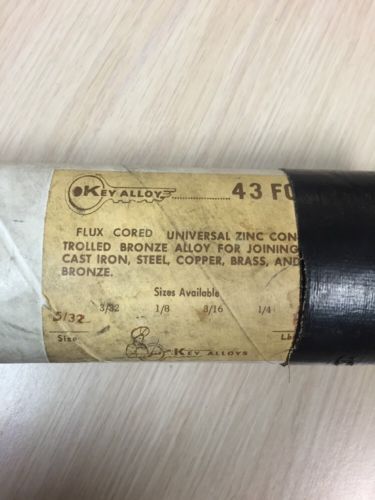 KEY ALLOY..............43 FC
FLUX CORED UNIVERSAL ZINC CON
TROLLED BRONZE ALLOY FOR JOINING
CAST IRON, STEEL, COPPER, BRASS, AND
BRONZE.
Sizes Available
3/32 1/8 3/16 1/4
5/32
Size Lb
KEY ALLOYS